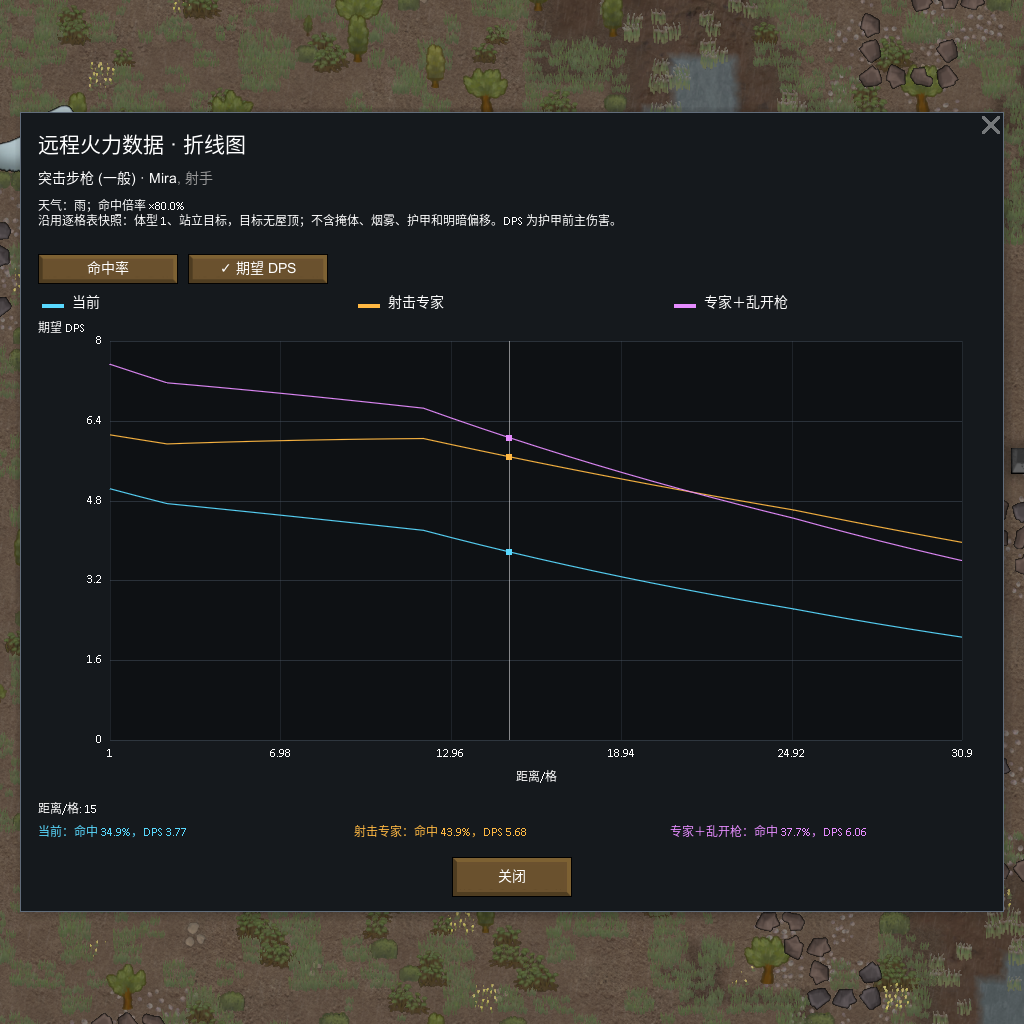 远程火力数据 · 折线图
突击步枪 (一般) · Mira, 射手
天气：雨；命中倍率 ×80.0%
沿用逐格表快照：体型 1、站立目标，目标无屋顶；不含掩体、烟雾、护甲和明暗偏移。DPS 为护甲前主伤害。
命中率
✓ 期望 DPS
当前
射击专家
专家＋乱开枪
期望 DPS
8
6.4
4.8
3.2
1.6
0
1
6.98
12.96
18.94
24.92
30.9
距离/格
距离/格: 15
当前：命中 34.9%，DPS 3.77
射击专家：命中 43.9%，DPS 5.68
专家＋乱开枪：命中 37.7%，DPS 6.06
关闭